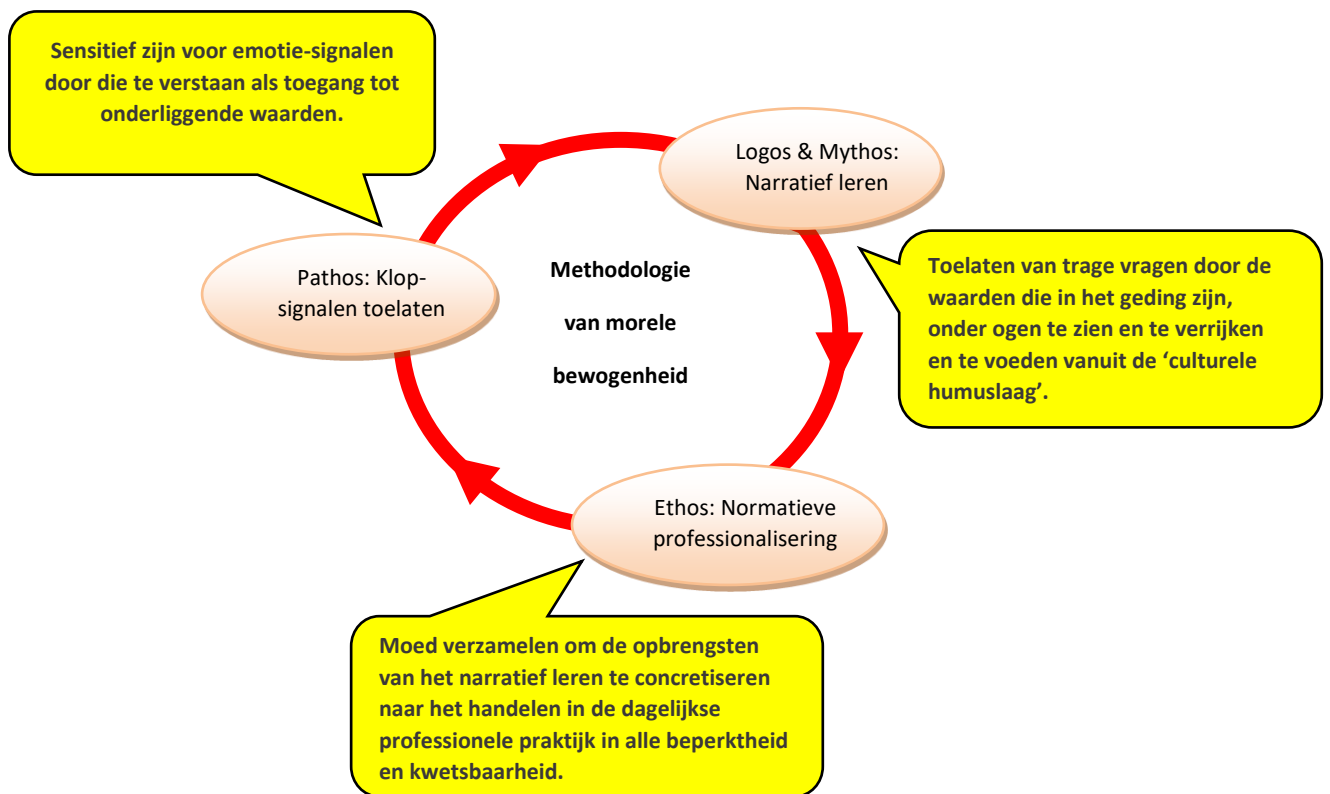 Sensitief zijn voor emotie-signalen
door die te verstaan als toegang tot
onderliggende waarden.
Logos & Mythos:
Narratief leren
Pathos: Klop-
signalen toelaten
Methodologie
van morele
bewogenheid
Toelaten van trage vragen door de
waarden die in het geding zijn,
onder ogen te zien en te verrijken
en te voeden vanuit de ‘culturele
humuslaag’.
Ethos: Normatieve
professionalisering
Moed verzamelen om de opbrengsten
van het narratief leren te concretiseren
naar het handelen in de dagelijkse
professionele praktijk in alle beperktheid
en kwetsbaarheid.